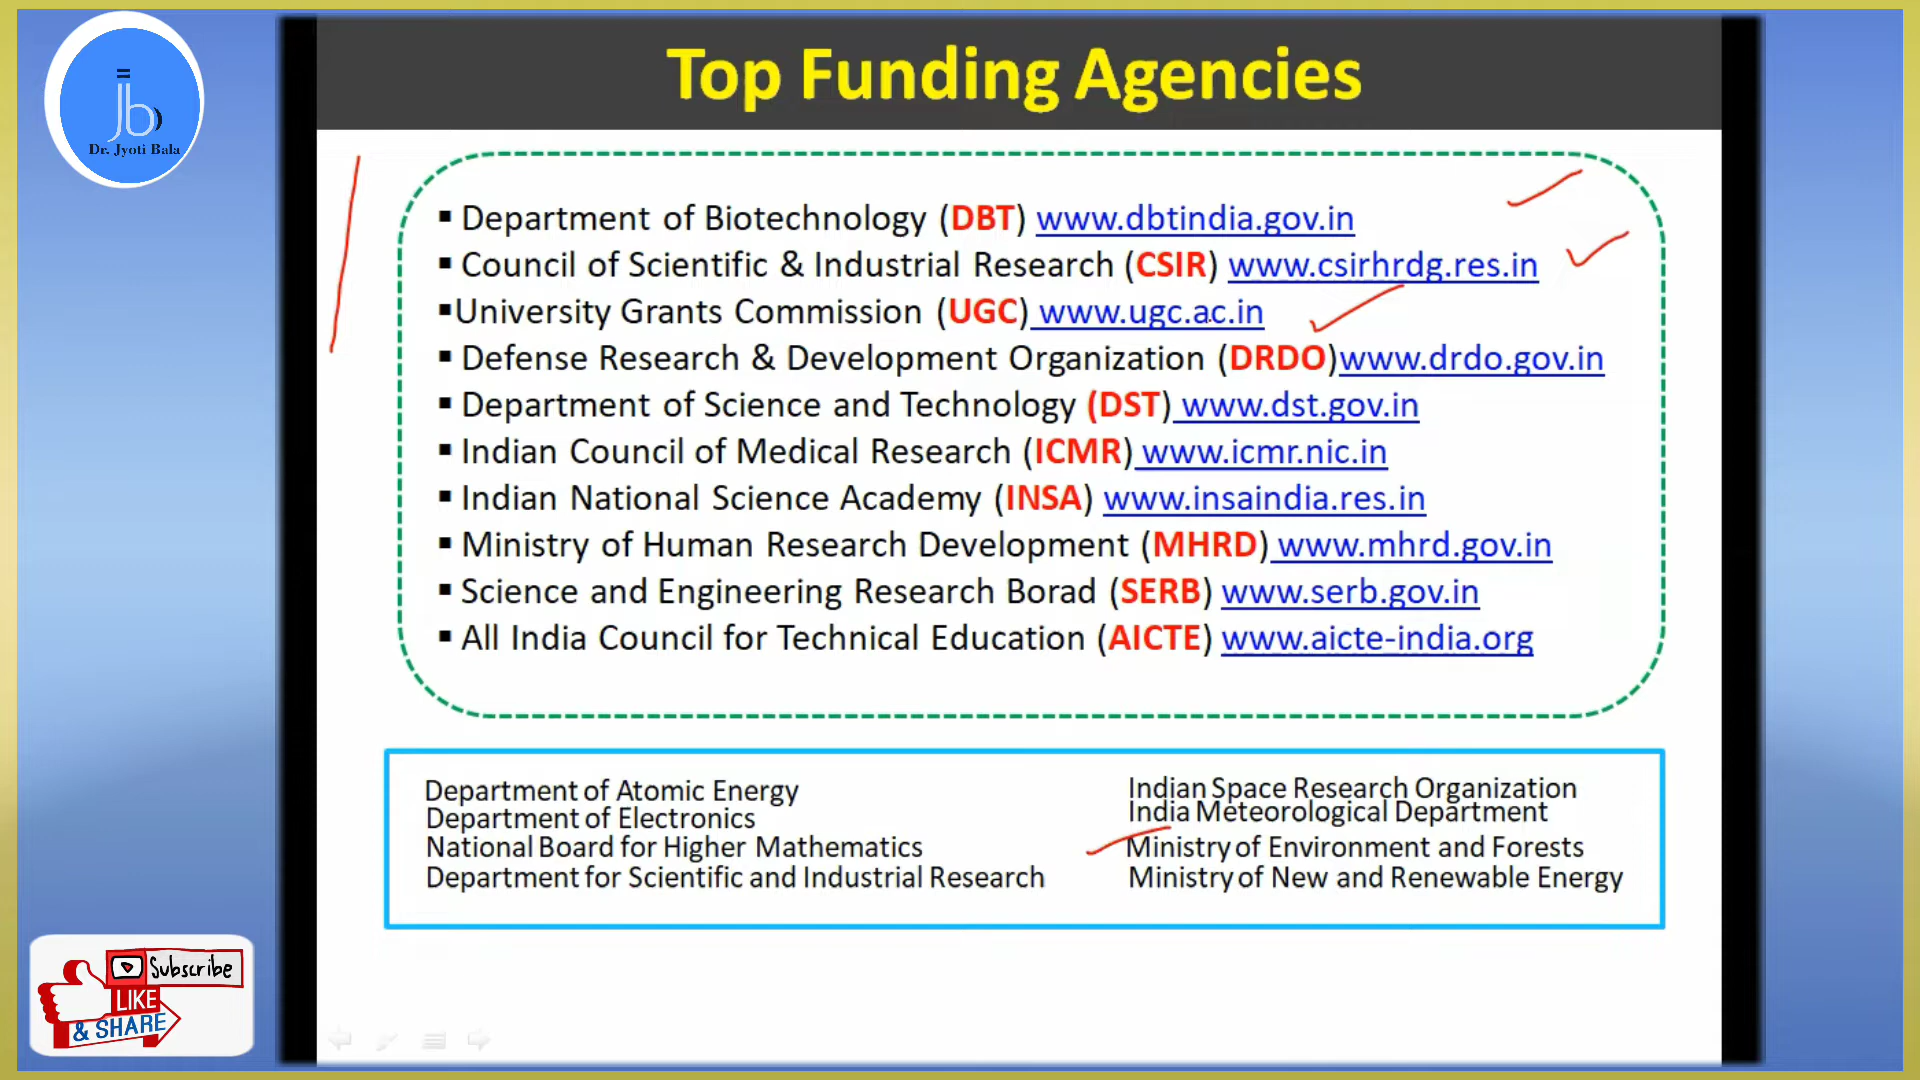 Top Funding Agencies
Jb
Dr. Jyoti Bala
▪ Department of Biotechnology (DBT) www.dbtindia.gov.in
▪ Council of Scientific & Industrial Research (CSIR) www.csirhrdg.res.in
▪University Grants Commission (UGC) www.ugc.ac.in
▪ Defense Research & Development Organization (DRDO)www.drdo.gov.in
▪ Department of Science and Technology (DST) www.dst.gov.in
▪ Indian Council of Medical Research (ICMR) www.icmr.nic.in
▪ Indian National Science Academy (INSA) www.insaindia.res.in
▪ Ministry of Human Research Development (MHRD) www.mhrd.gov.in
▪ Science and Engineering Research Borad (SERB) www.serb.gov.in
▪ All India Council for Technical Education (AICTE) www.aicte-india.org
Department of Atomic Energy
Department of Electronics
National Board for Higher Mathematics
Department for Scientific and Industrial Research
Indian Space Research Organization
India Meteorological Department
Ministry of Environment and Forests
Ministry of New and Renewable Energy
Subscribe
LIKE
& SHARE